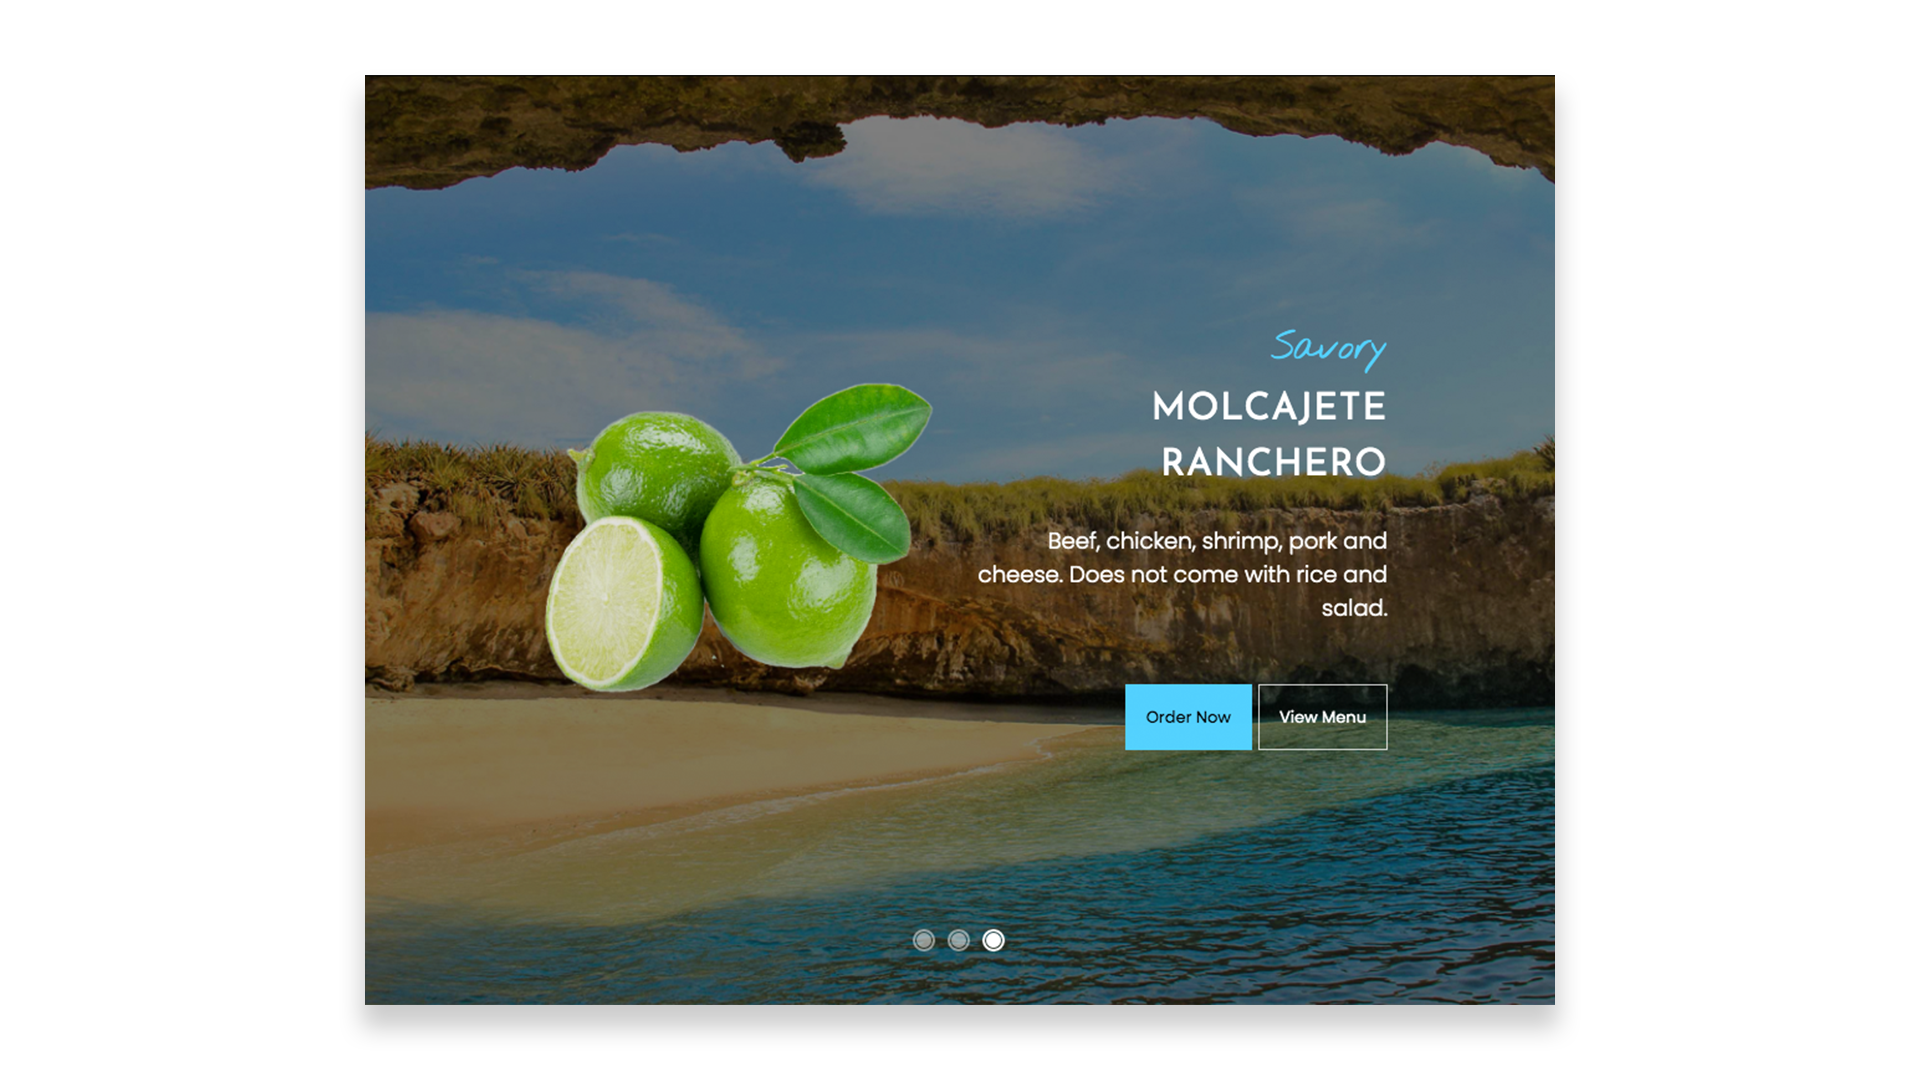 Savory
MOLCAJETE
RANCHERO
Beef, chicken, shrimp, pork and
cheese. Does not come with rice and
salad.
Order Now
View Menu